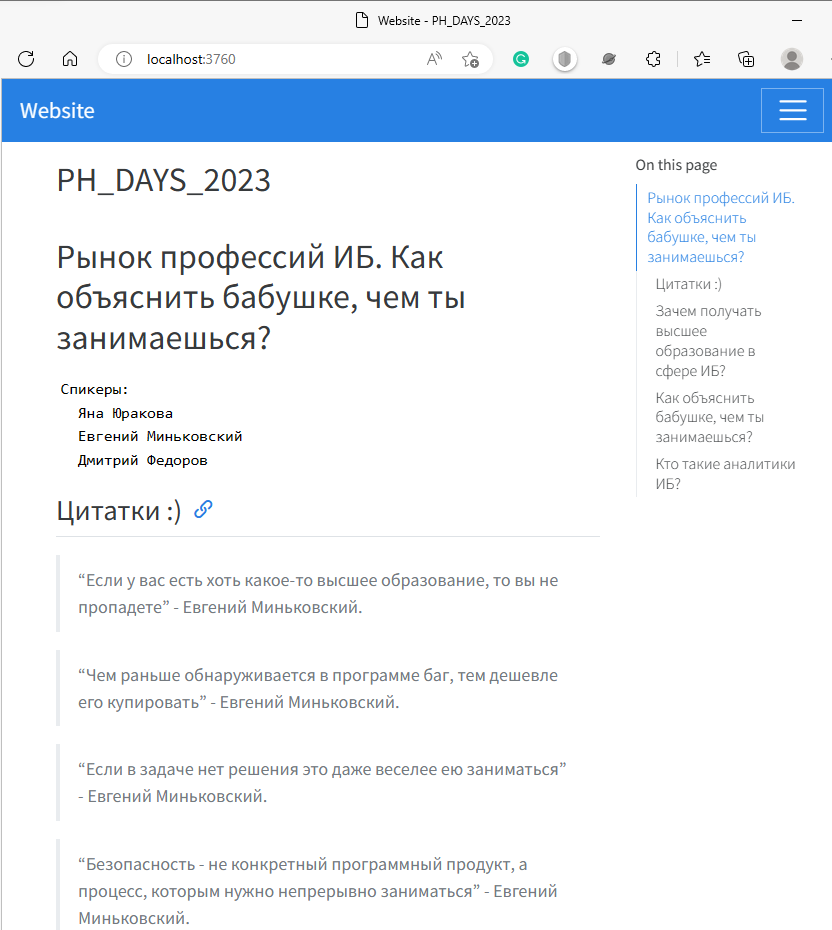 Website - PH_DAYS_2023
localhost:3760
Website
PH_DAYS_2023
Рынок профессий ИБ. Как
объяснить бабушке, чем ты
занимаешься?
Спикеры:
Яна Юракова
Евгений Миньковский
Дмитрий Федоров
Цитатки :)
“Если у вас есть хоть какое-то высшее образование, то вы не
пропадете” - Евгений Миньковский.
“Чем раньше обнаруживается в программе баг, тем дешевле
его купировать” - Евгений Миньковский.
“Если в задаче нет решения это даже веселее ею заниматься”
- Евгений Миньковский.
“Безопасность - не конкретный программный продукт, а
процесс, которым нужно непрерывно заниматься” - Евгений
Миньковский.
On this page
Рынок профессий ИБ.
Как объяснить
бабушке, чем ты
занимаешься?
Цитатки :)
Зачем получать
высшее
образование в
сфере ИБ?
Как объяснить
бабушке, чем ты
занимаешься?
Кто такие аналитики
ИБ?